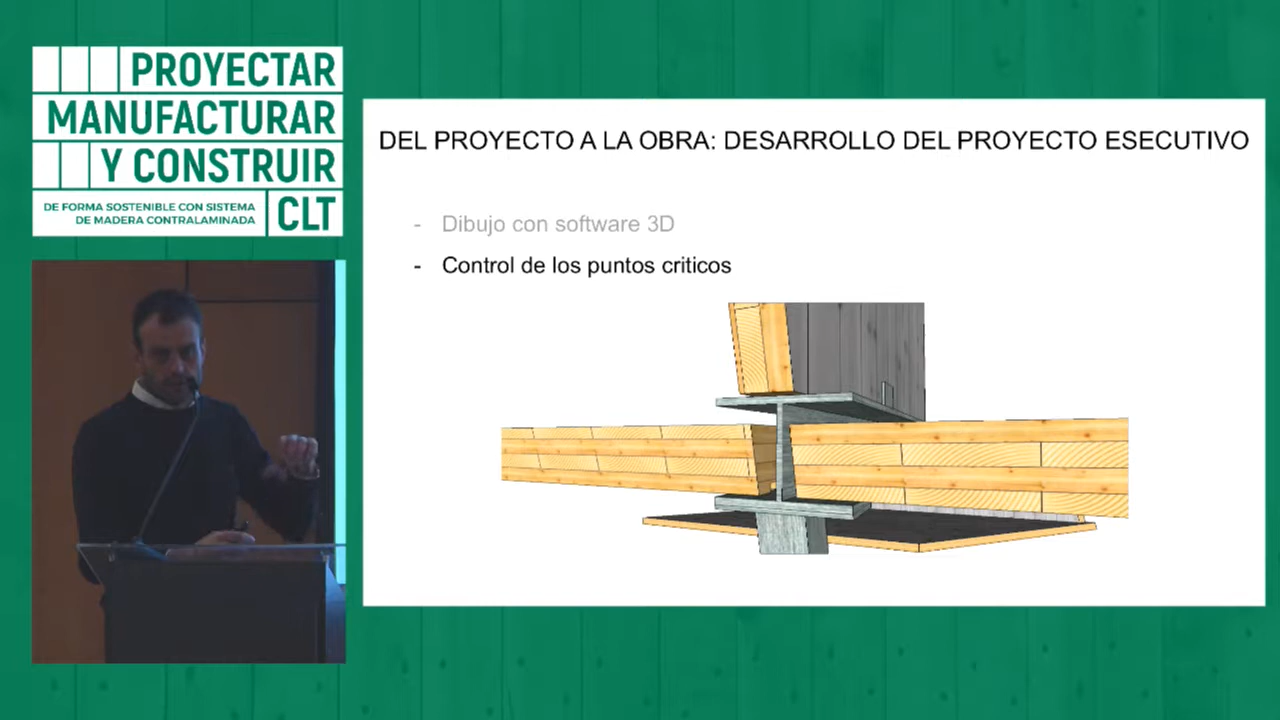 PROYECTAR
MANUFACTURAR
Y CONSTRUIR
DE FORMA SOSTENIBLE CON SISTEMA
DE MADERA CONTRALAMINADA
CLT
DEL PROYECTO A LA OBRA: DESARROLLO DEL PROYECTO ESECUTIVO
- Dibujo con software 3D
- Control de los puntos criticos